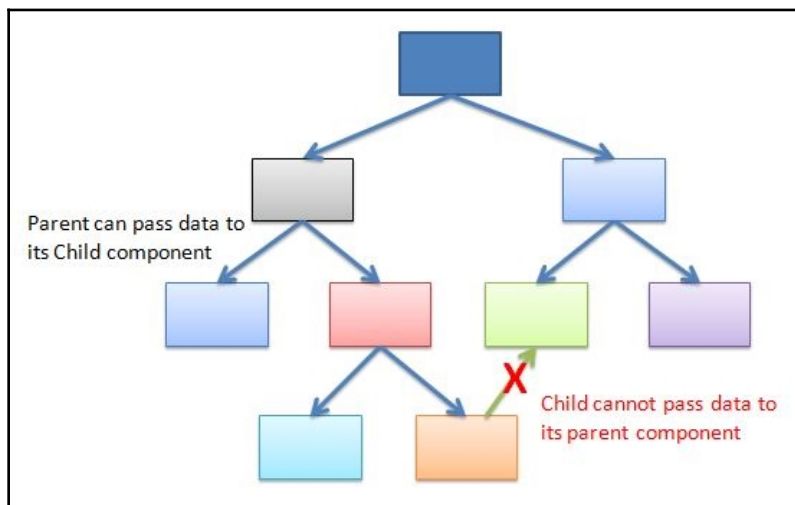 Parent can pass data to
its Child component
X
Child cannot pass data to
its parent component